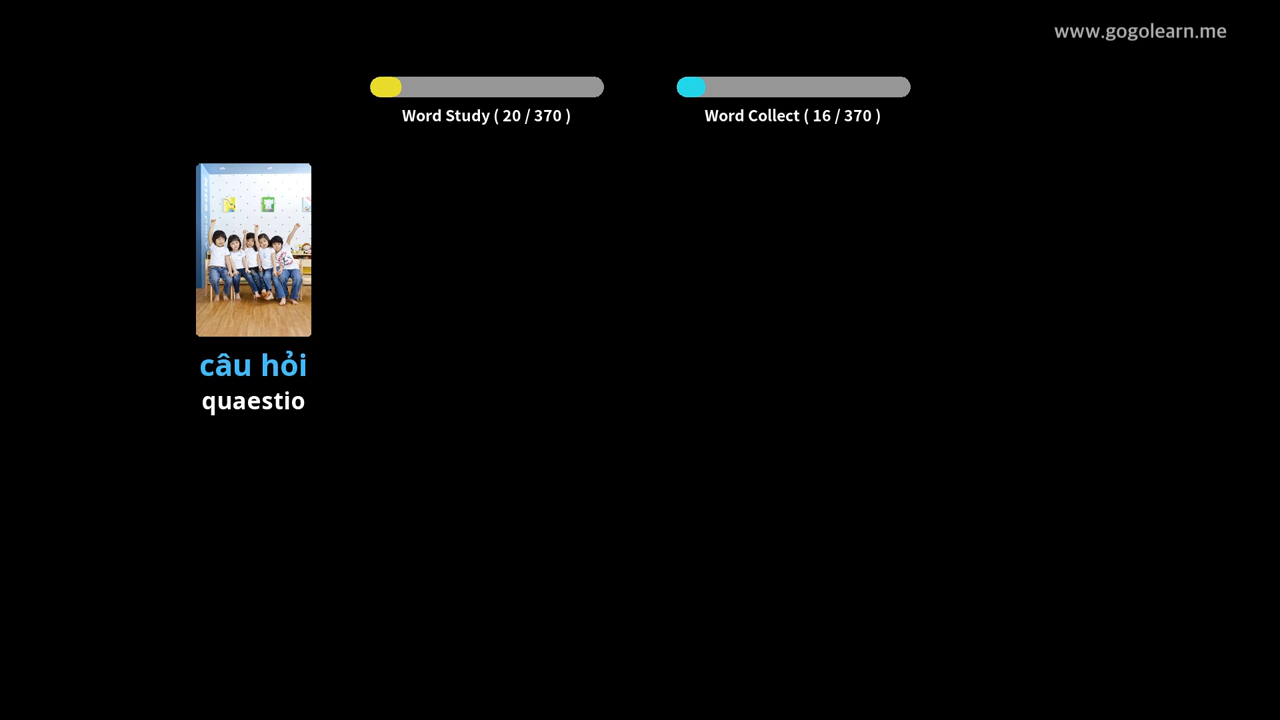 www.gogolearn.me
Word Study ( 20 / 370 )
Word Collect ( 16 / 370 )
câu hỏi
quaestio